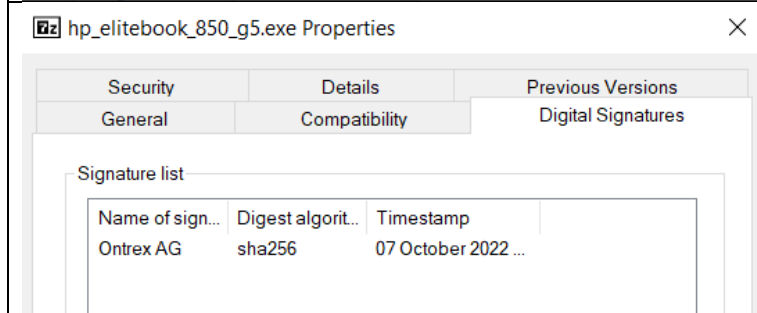 7z hp_elitebook_850_g5.exe Properties
Security Details Previous Versions
General Compatibility Digital Signatures
Signature list
Name of sign... Digest algorit... Timestamp
Ontrex AG sha256 07 October 2022 ...